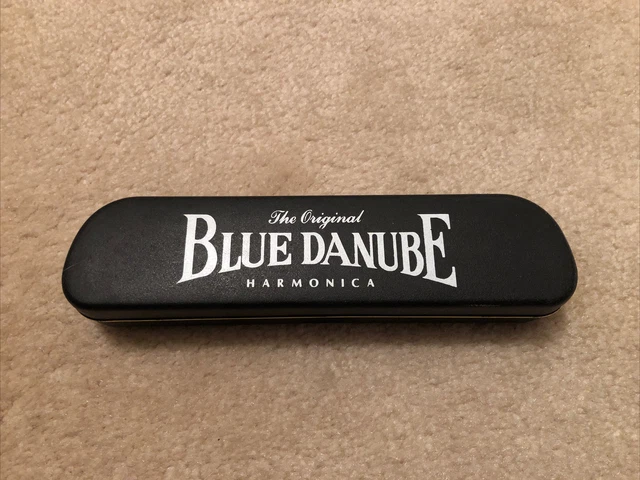 The Original
BLUE DANUBE
HARMONICA